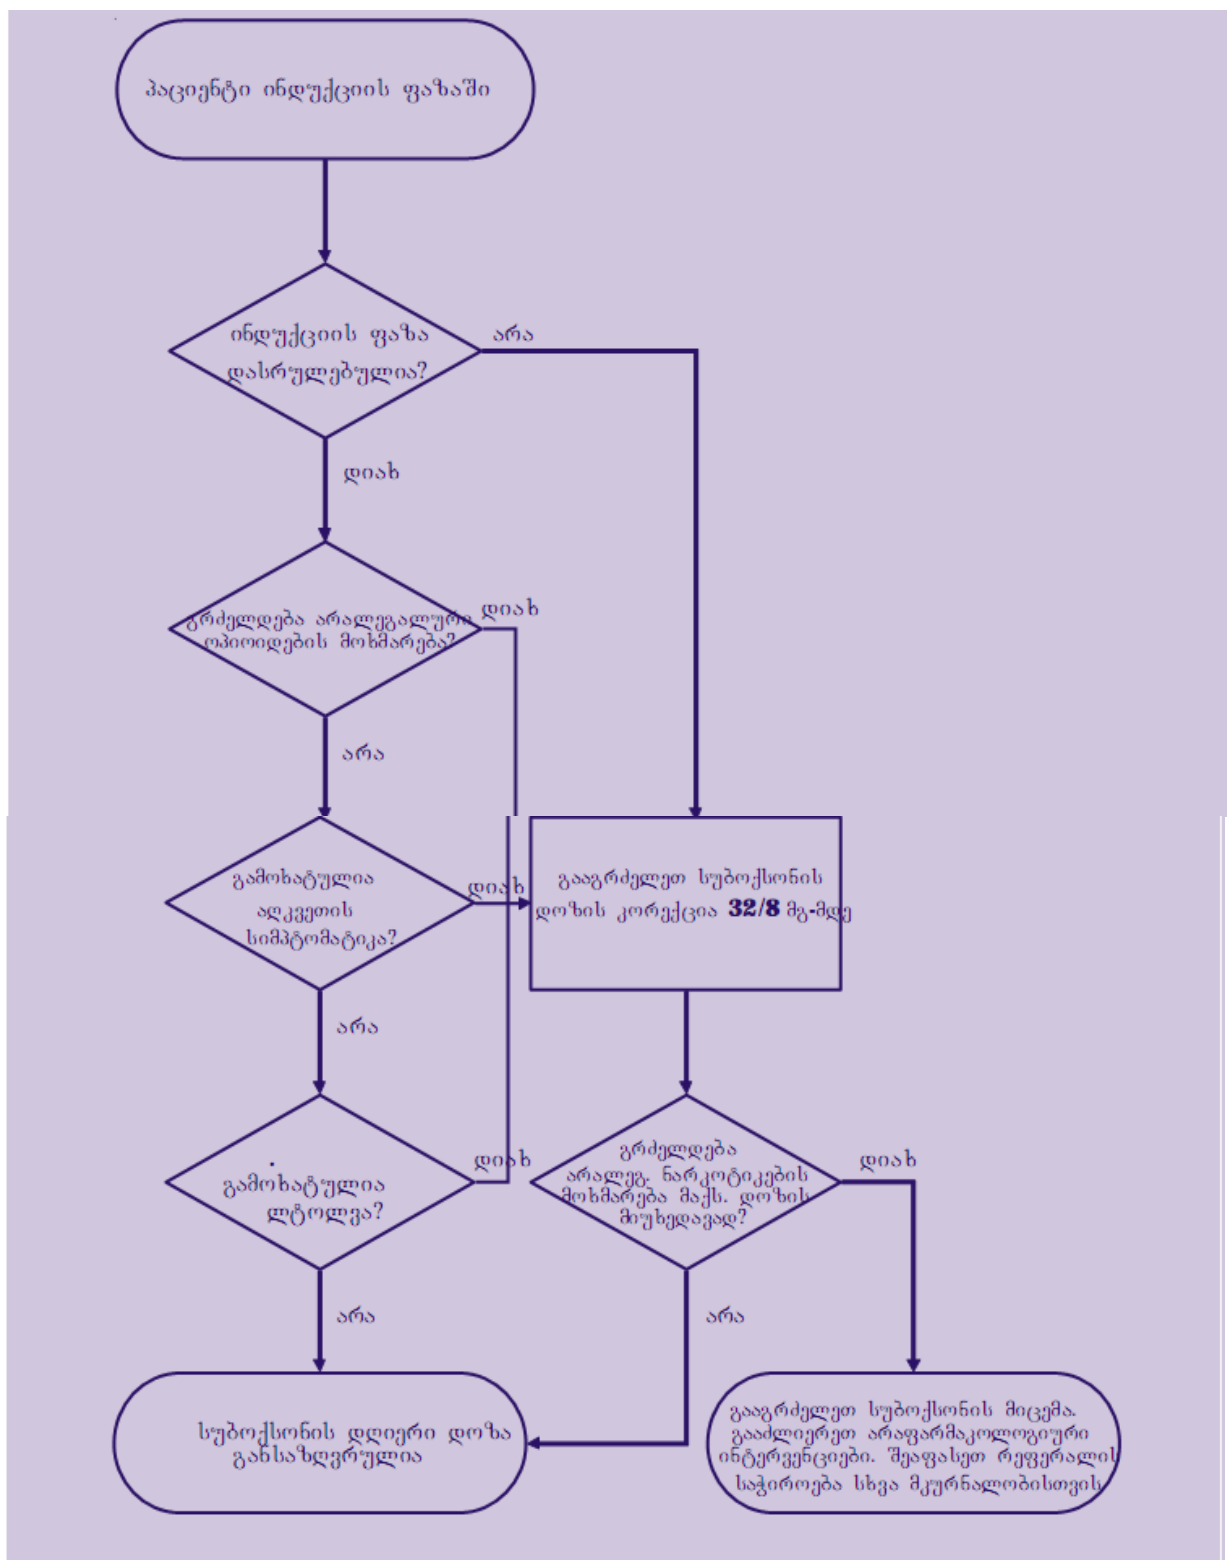 პაციენტი ინდუქციის ფაზაში
ინდუქციის ფაზა
დასრულებულია?
არა
დიახ
გრძელდება არალეგალური
ოპიოიდების მოხმარება?
დიახ
არა
გამოხატულია
აღკვეთის
სიმპტომატიკა?
დიახ
გააგრძელეთ სუბოქსონის
დოზის კორექცია 32/8 მგ-მდე
არა
გამოხატულია
ლტოლვა?
დიახ
გრძელდება
არალეგ. ნარკოტიკების
მოხმარება მაქს. დოზის
მიუხედავად?
დიახ
არა
არა
სუბოქსონის დღიური დოზა
განსაზღვრულია
გააგრძელეთ სუბოქსონის მიცემა.
გააძლიერეთ არაფარმაკოლოგიური
ინტერვენციები. შეაფასეთ რეფერალის
საჭიროება სხვა მკურნალობისთვის